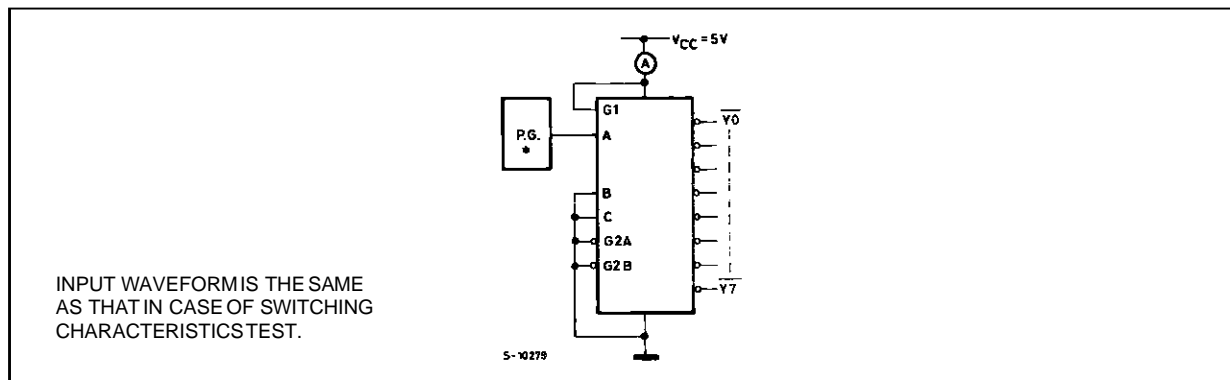 VCC = 5V
A
G1
Y0
P.G.
*
A
B
C
G2A
G2B
Y7
INPUT WAVEFORM IS THE SAME
AS THAT IN CASE OF SWITCHING
CHARACTERISTICS TEST.
S-10279